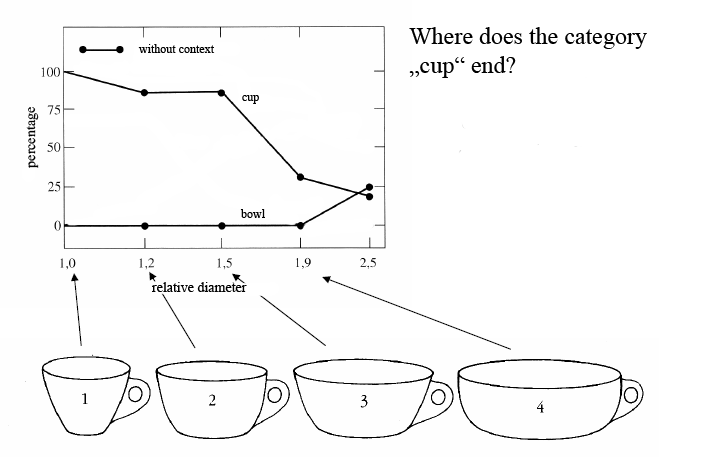 without context
Where does the category
„cup“ end?
percentage
100
75
50
25
0
cup
bowl
1,0 1,2 1,5 1,9 2,5
relative diameter
1 2 3 4